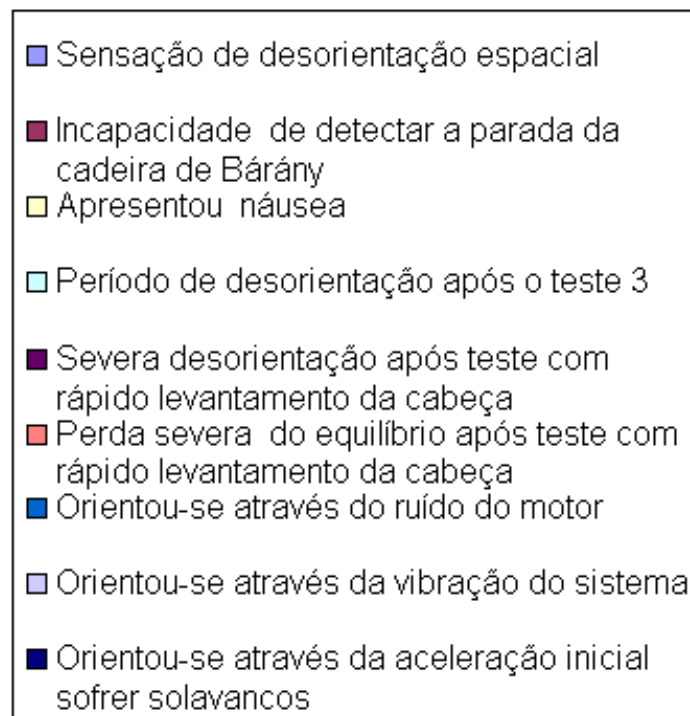 Sensação de desorientação espacial
Incapacidade de detectar a parada da
cadeira de Bárány
Apresentou náusea
Período de desorientação após o teste 3
Severa desorientação após teste com
rápido levantamento da cabeça
Perda severa do equilíbrio após teste com
rápido levantamento da cabeça
Orientou-se através do ruído do motor
Orientou-se através da vibração do sistema
Orientou-se através da aceleração inicial
sofrer solavancos